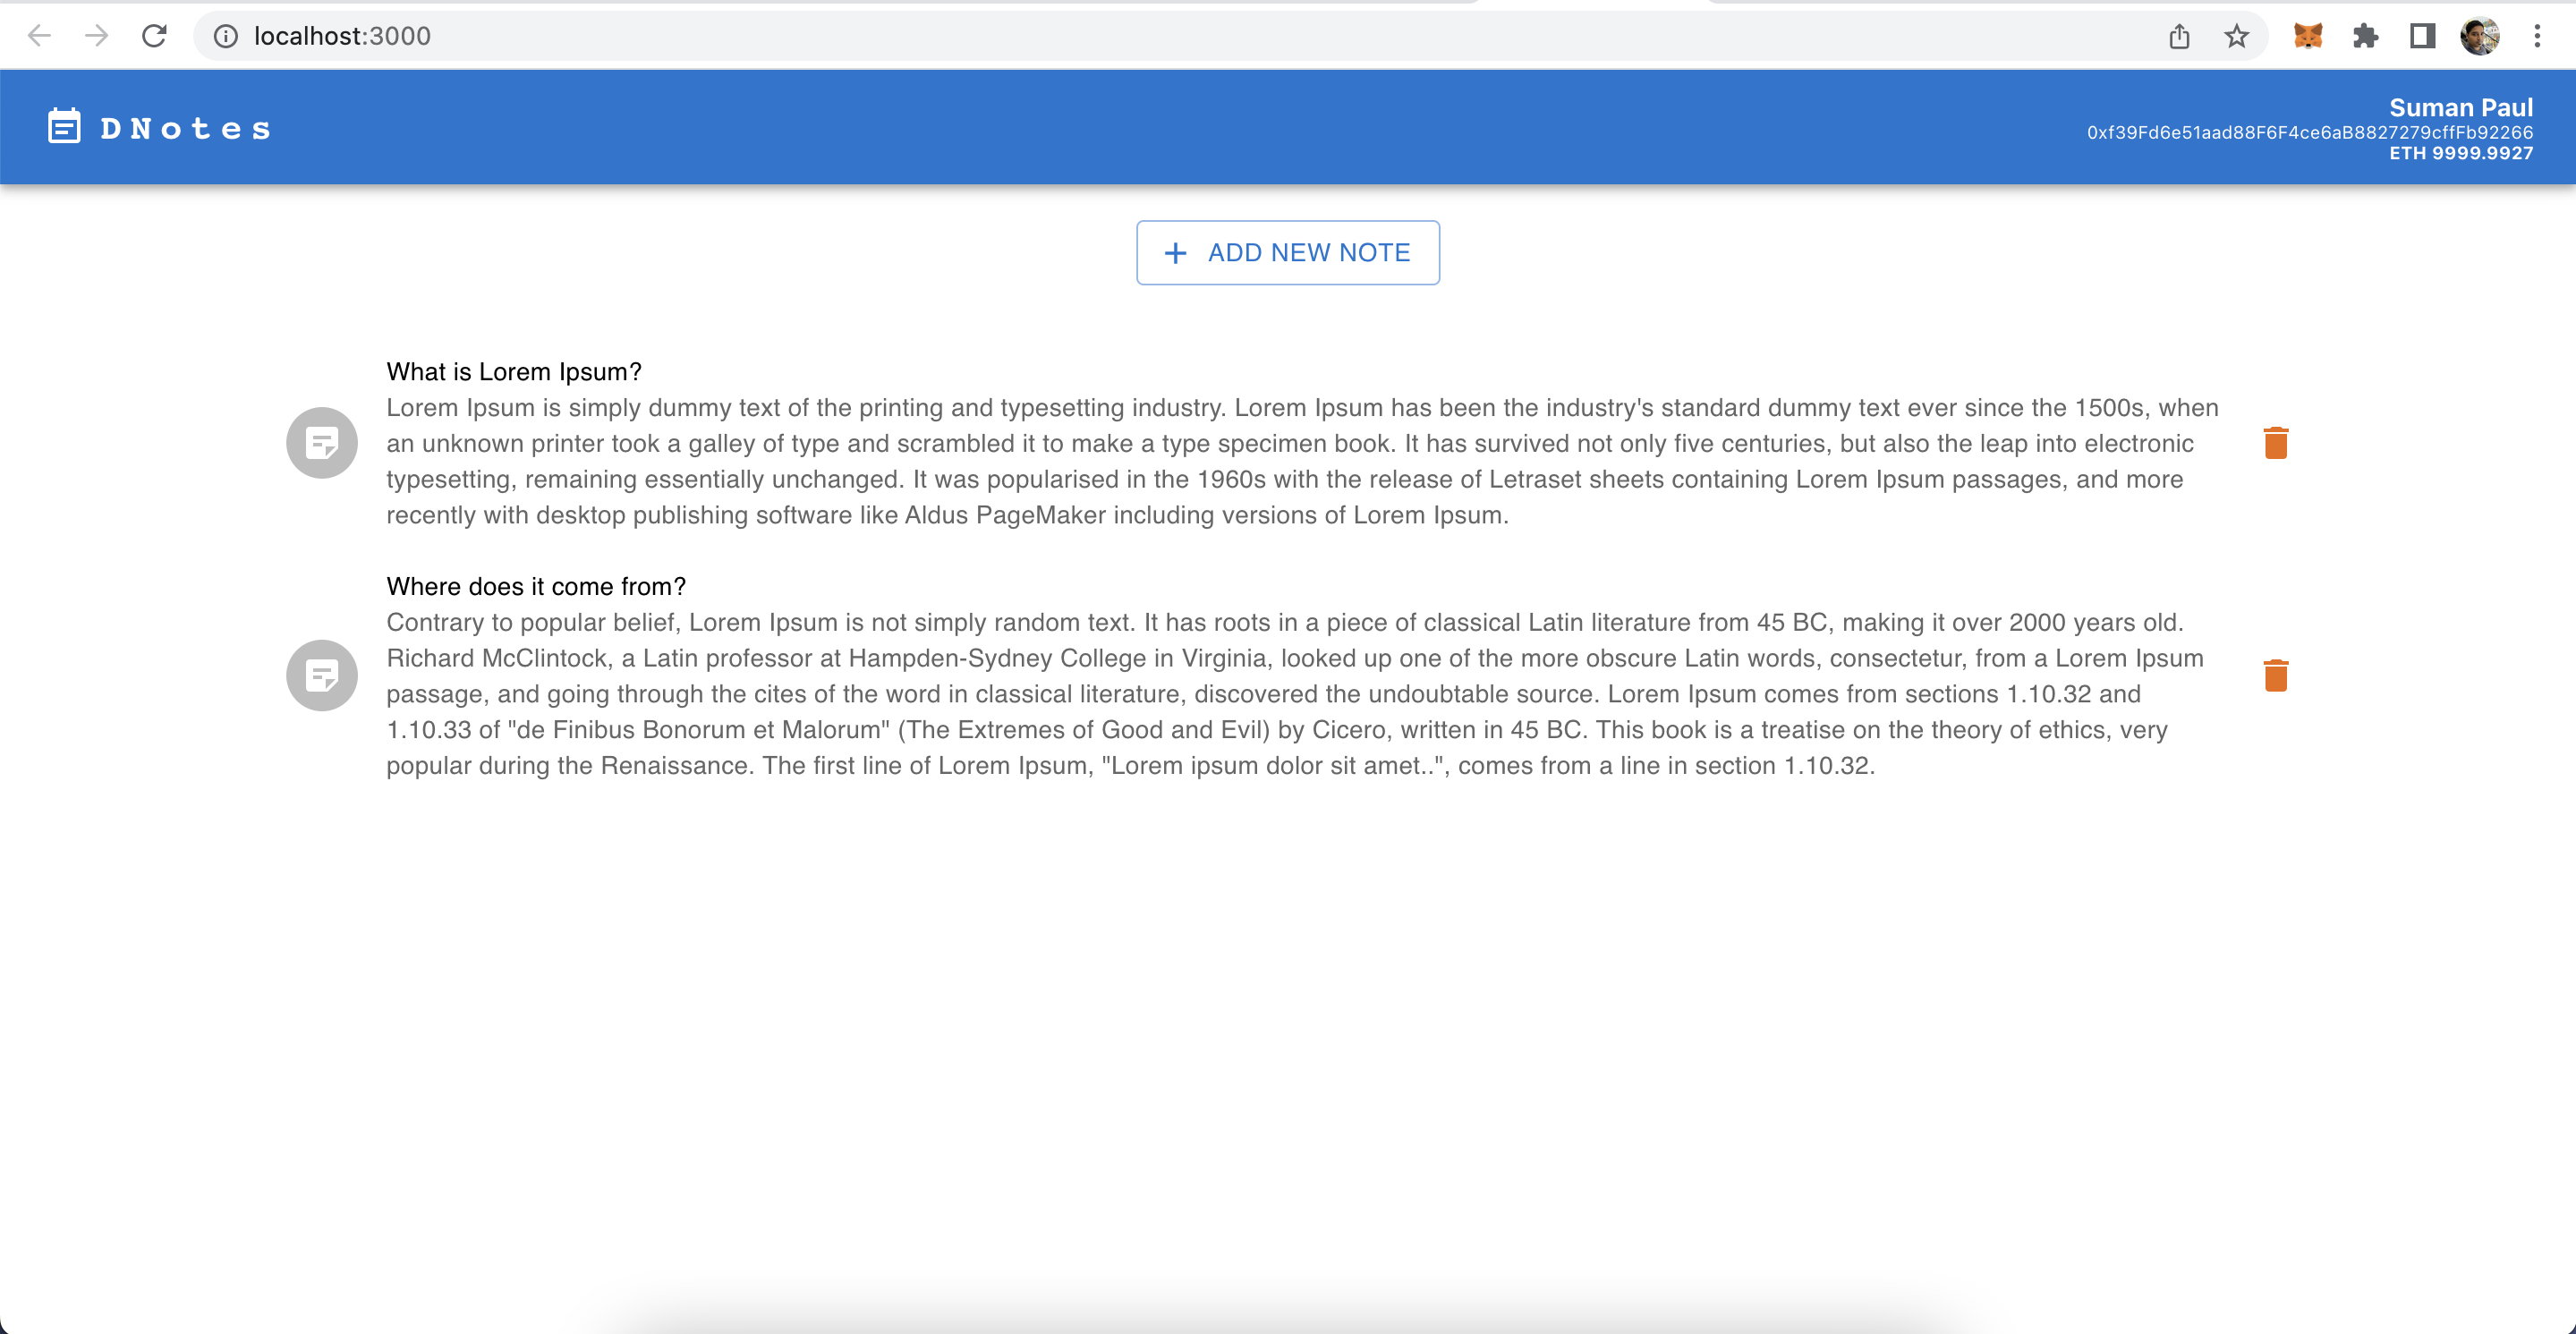 localhost:3000
DNotes
Suman Paul
0xf39Fd6e51aad88F6F4ce6aB8827279cffFb92266
ETH 9999.9927
ADD NEW NOTE
What is Lorem Ipsum?
Lorem Ipsum is simply dummy text of the printing and typesetting industry. Lorem Ipsum has been the industry's standard dummy text ever since the 1500s, when
an unknown printer took a galley of type and scrambled it to make a type specimen book. It has survived not only five centuries, but also the leap into electronic
typesetting, remaining essentially unchanged. It was popularised in the 1960s with the release of Letraset sheets containing Lorem Ipsum passages, and more
recently with desktop publishing software like Aldus PageMaker including versions of Lorem Ipsum.
Where does it come from?
Contrary to popular belief, Lorem Ipsum is not simply random text. It has roots in a piece of classical Latin literature from 45 BC, making it over 2000 years old.
Richard McClintock, a Latin professor at Hampden-Sydney College in Virginia, looked up one of the more obscure Latin words, consectetur, from a Lorem Ipsum
passage, and going through the cites of the word in classical literature, discovered the undoubtable source. Lorem Ipsum comes from sections 1.10.32 and
1.10.33 of "de Finibus Bonorum et Malorum" (The Extremes of Good and Evil) by Cicero, written in 45 BC. This book is a treatise on the theory of ethics, very
popular during the Renaissance. The first line of Lorem Ipsum, "Lorem ipsum dolor sit amet..", comes from a line in section 1.10.32.